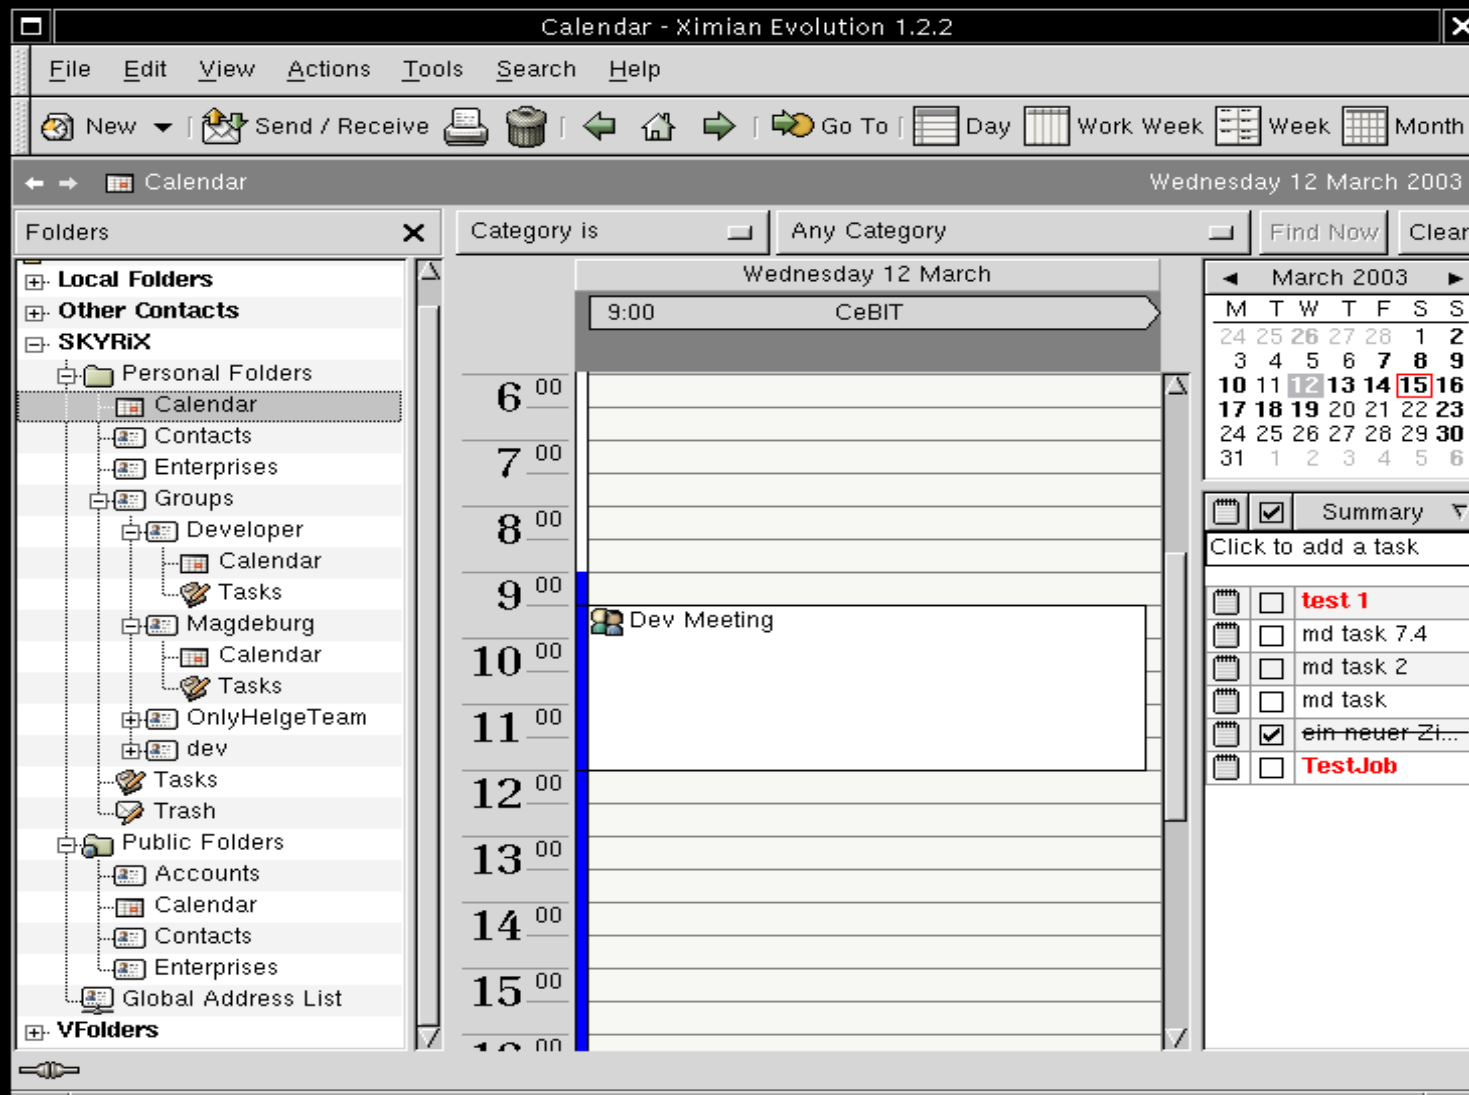 Calendar - Ximian Evolution 1.2.2
File Edit View Actions Tools Search Help
New Send / Receive Go To Day Work Week Week Month
Calendar Wednesday 12 March 2003
Folders
Category is Any Category Find Now Clear
Local Folders
Other Contacts
SKYRiX
Personal Folders
Calendar
Contacts
Enterprises
Groups
Developer
Calendar
Tasks
Magdeburg
Calendar
Tasks
OnlyHelgeTeam
dev
Tasks
Trash
Public Folders
Accounts
Calendar
Contacts
Enterprises
Global Address List
VFolders
Wednesday 12 March
9:00 CeBIT
6 00
7 00
8 00
9 00
Dev Meeting
10 00
11 00
12 00
13 00
14 00
15 00
March 2003
M T W T F S S
24 25 26 27 28 1 2
3 4 5 6 7 8 9
10 11 12 13 14 15 16
17 18 19 20 21 22 23
24 25 26 27 28 29 30
31 1 2 3 4 5 6
Summary
Click to add a task
test 1
md task 7.4
md task 2
md task
ein neuer Zi...
TestJob